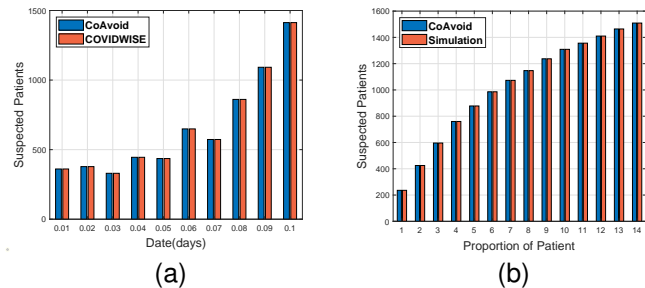 CoAvoid
COVIDWISE
Suspected Patients
1500
1000
500
0
0.01 0.02 0.03 0.04 0.05 0.06 0.07 0.08 0.09 0.1
Date(days)
(a)
CoAvoid
Simulation
Suspected Patients
1600
1400
1200
1000
800
600
400
200
0
1 2 3 4 5 6 7 8 9 10 11 12 13 14
Proportion of Patient
(b)